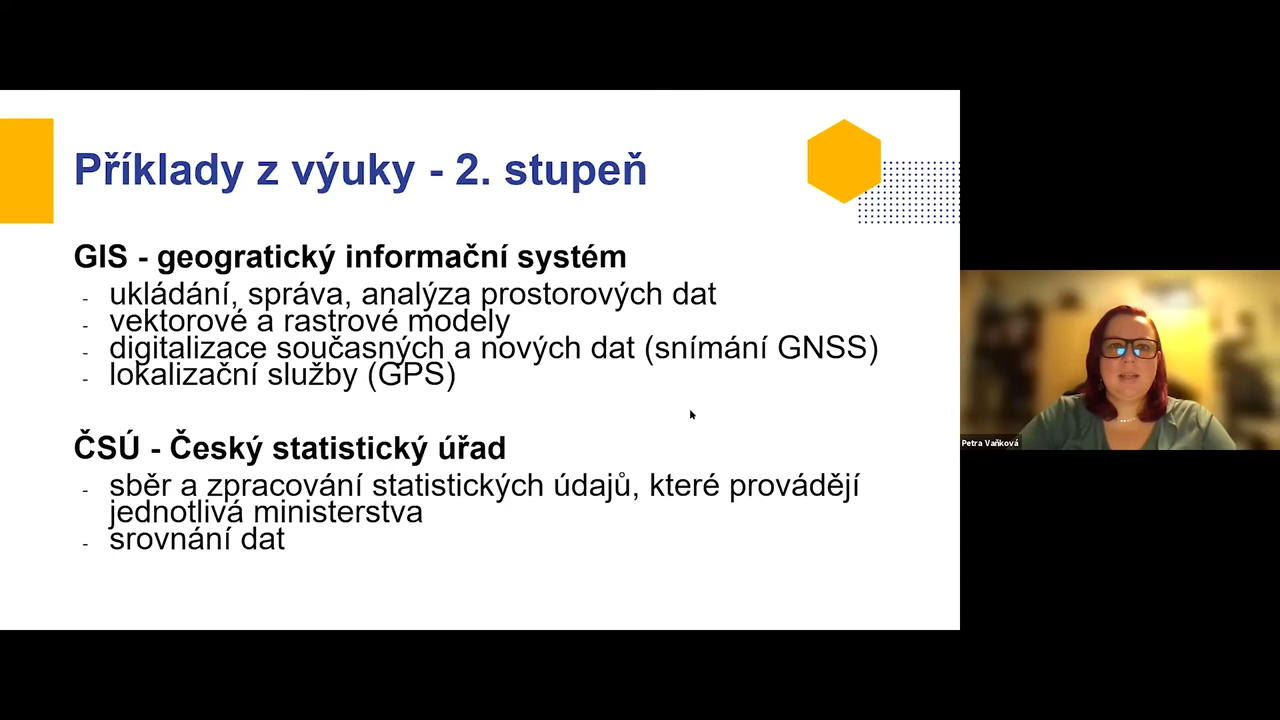 Příklady z výuky - 2. stupeň
GIS - geogratický informační systém
- ukládání, správa, analýza prostorových dat
- vektorové a rastrové modely
- digitalizace současných a nových dat (snímání GNSS)
- lokalizační služby (GPS)
ČSÚ - Český statistický úřad
- sběr a zpracování statistických údajů, které provádějí
jednotlivá ministerstva
- srovnání dat
Petra Vaňková